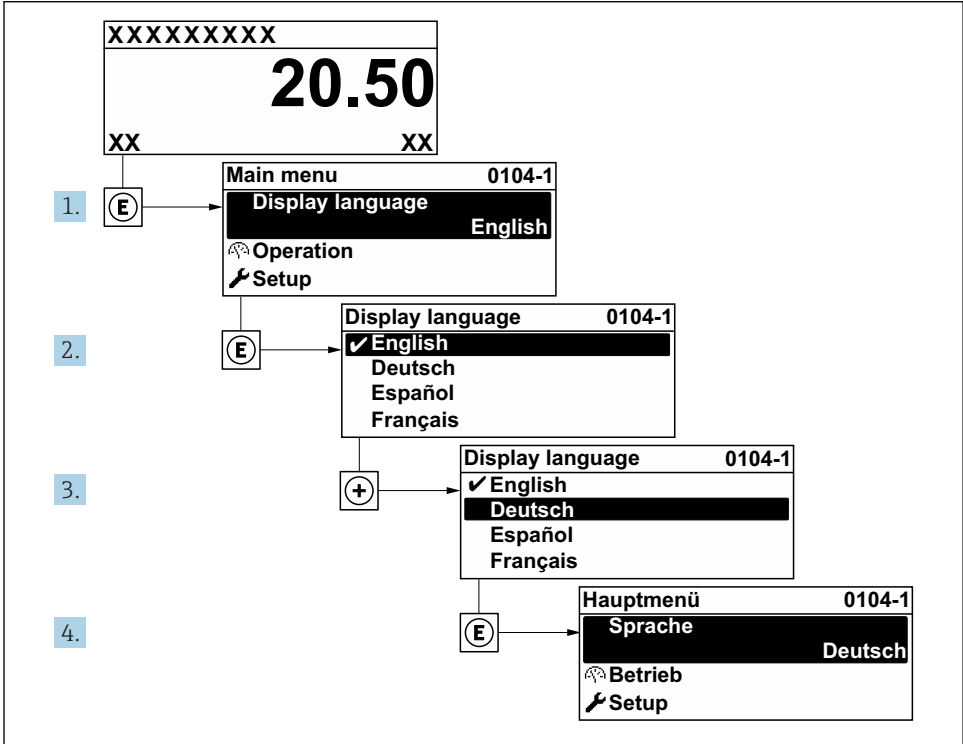 XXXXXXXXX
20.50
XX XX
1.
E
Main menu 0104-1
Display language
English
Operation
Setup
2.
E
Display language 0104-1
✔English
Deutsch
Español
Français
3.
+
Display language 0104-1
✔English
Deutsch
Español
Français
4.
E
Hauptmenü 0104-1
Sprache
Deutsch
Betrieb
Setup